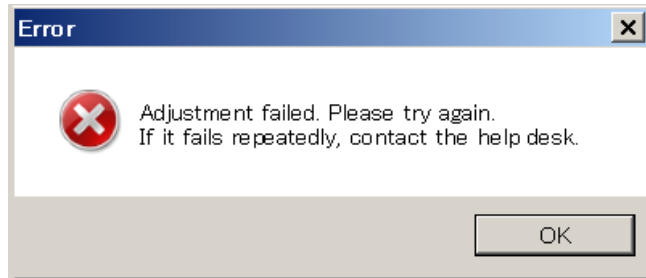 Error
Adjustment failed. Please try again.
If it fails repeatedly, contact the help desk.
OK